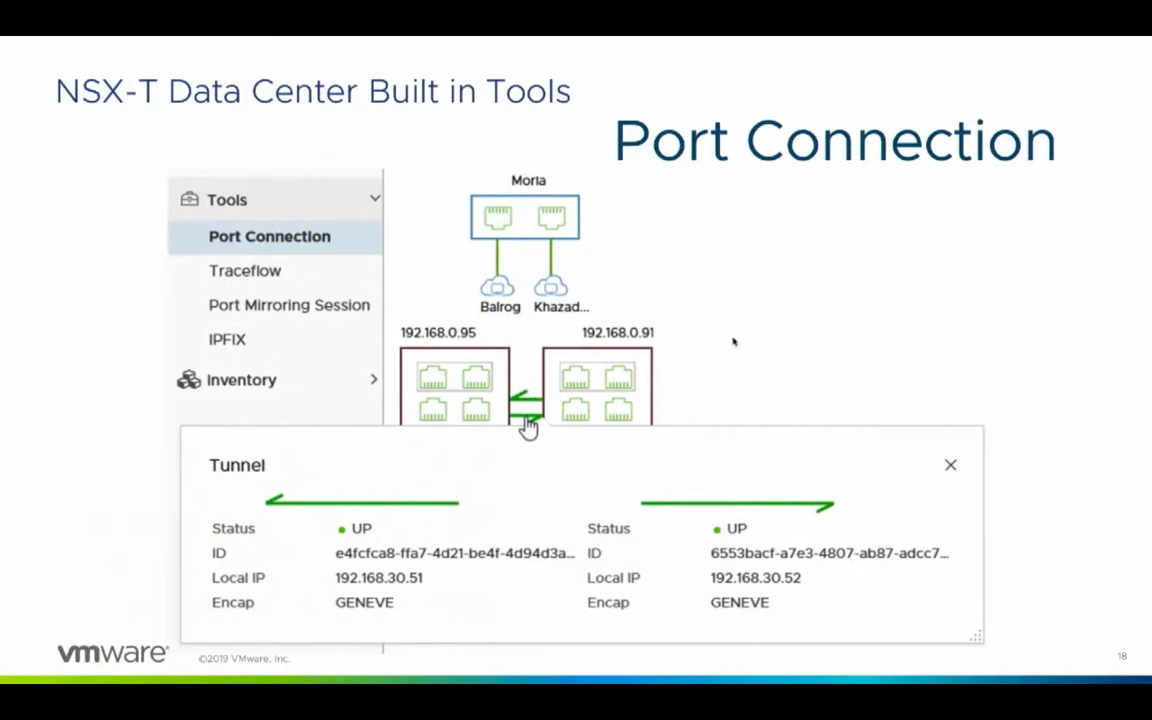 NSX-T Data Center Built in Tools
Port Connection
Tools
Port Connection
Traceflow
Port Mirroring Session
IPFIX
Inventory
Moria
Balrog Khazad...
192.168.0.95 192.168.0.91
Tunnel
Status UP Status UP
ID e4fcfca8-ffa7-4d21-be4f-4d94d3a... ID 6553bacf-a7e3-4807-ab87-adcc7...
Local IP 192.168.30.51 Local IP 192.168.30.52
Encap GENEVE Encap GENEVE
vmware ©2019 VMware, Inc. 18